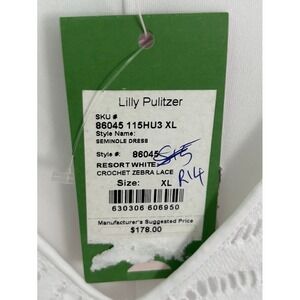 Lilly Pulitzer
SKU #
86045 115HU3 XL
Style Name:
SEMINOLE DRESS
Style #: 86045
RESORT WHITE
CROCHET ZEBRA LACE
Size: XL R14
630306 606950
Manufacturer's Suggested Price
$178.00